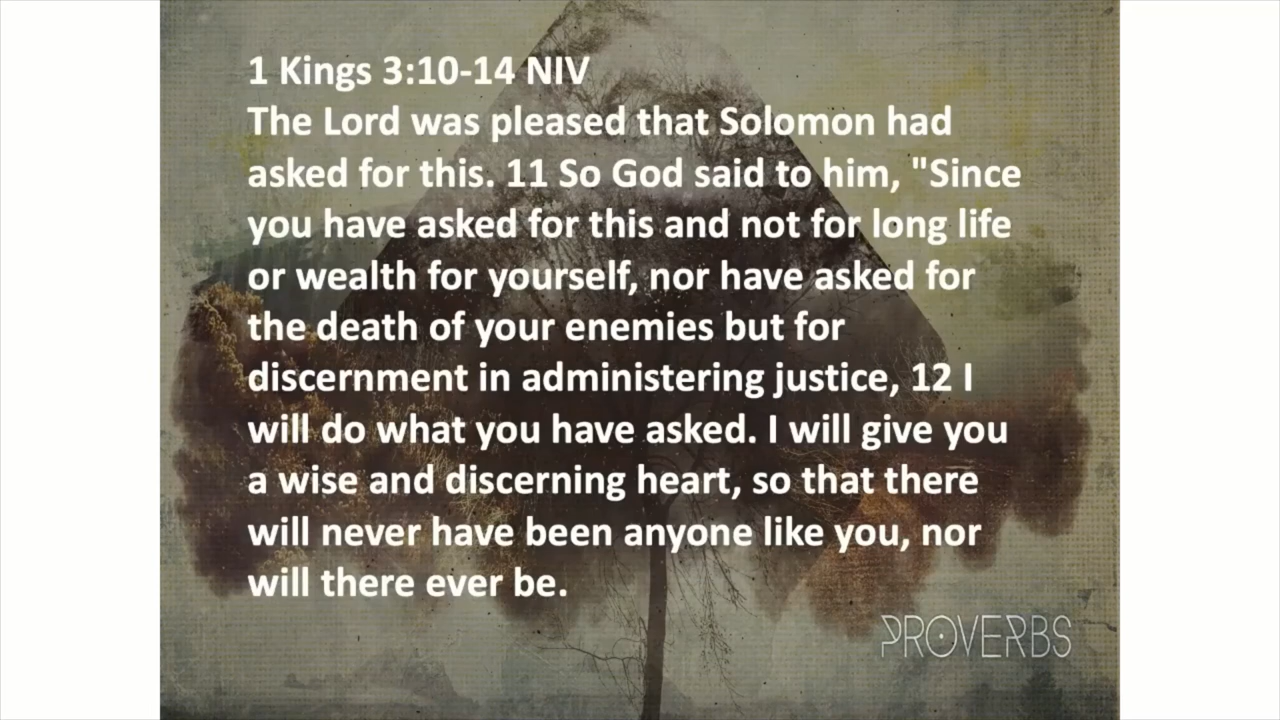 1 Kings 3:10-14 NIV
The Lord was pleased that Solomon had
asked for this. 11 So God said to him, "Since
you have asked for this and not for long life
or wealth for yourself, nor have asked for
the death of your enemies but for
discernment in administering justice, 12 I
will do what you have asked. I will give you
a wise and discerning heart, so that there
will never have been anyone like you, nor
will there ever be.
PROVERBS